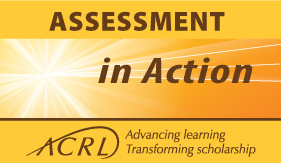 ASSESSMENT
in Action
ACRL Advancing learning
Transforming scholarship